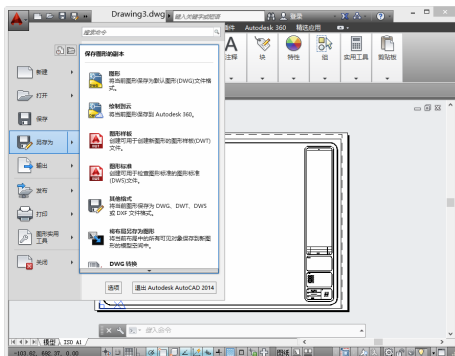 Drawing3.dwg
键入关键字或短语
登录
插件
Autodesk 360
精选应用
搜索命令
注释
块
特性
组
实用工具
剪贴板
新建
打开
保存
另存为
输出
发布
打印
图形实用
工具
关闭
保存图形的副本
图形
将当前图形保存为默认图形(DWG)文件格
式。
绘制到云
将当前图形保存到 Autodesk 360。
图形样板
创建可用于创建新图形的图形样板(DWT)
文件。
图形标准
创建可用于检查图形标准的图形标准
(DWS)文件。
其他格式
将当前图形保存为 DWG、DWT、DWS
或 DXF 文件格式。
将布局另存为图形
将当前布局中的所有可见对象保存到新图
形的模型空间中。
DWG 转换
选项
退出 Autodesk AutoCAD 2014
键入命令
模型
ISO A1
图纸